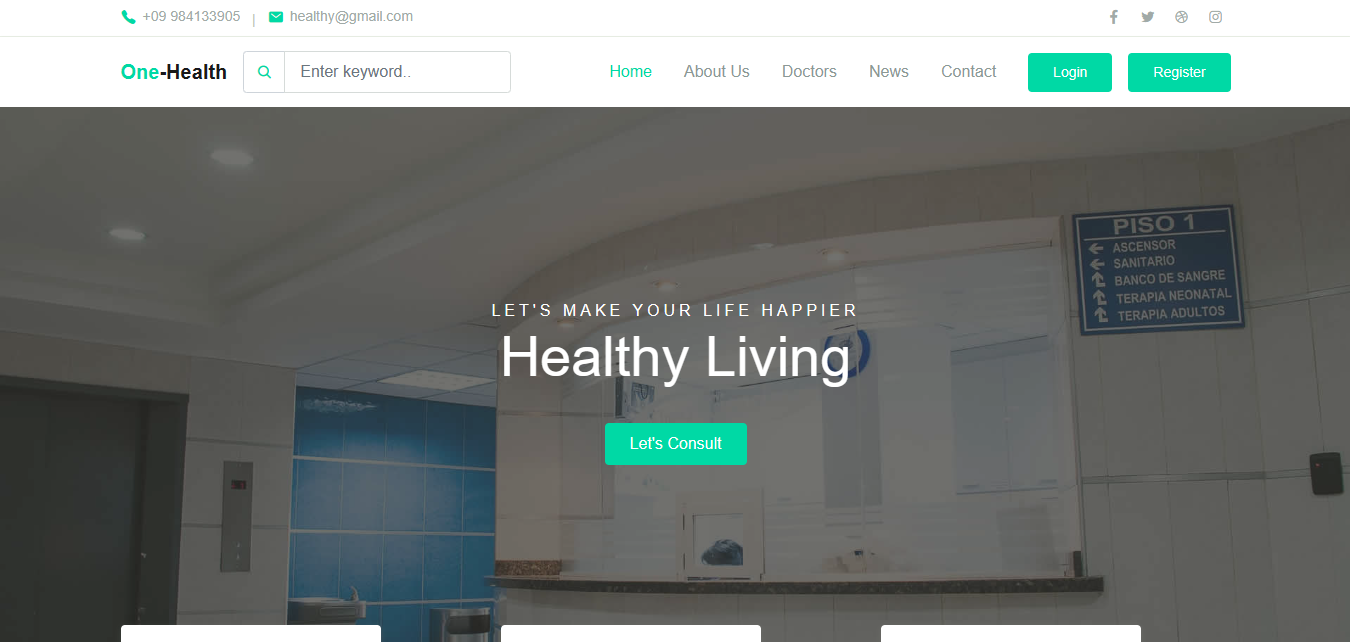 +09 984133905 | healthy@gmail.com
One-Health
Enter keyword..
Home About Us Doctors News Contact Login Register
LET'S MAKE YOUR LIFE HAPPIER
Healthy Living
Let's Consult
PISO 1
ASCENSOR
SANITARIO
BANCO DE SANGRE
TERAPIA NEONATAL
TERAPIA ADULTOS